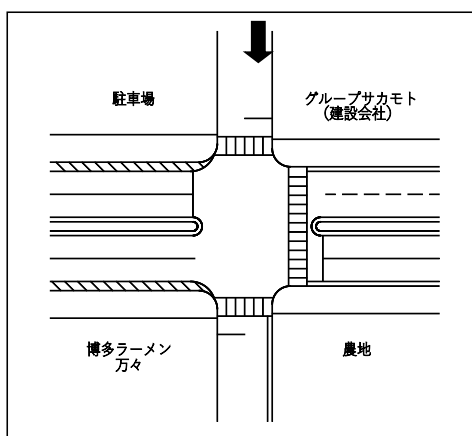 駐車場
グループサカモト
(建設会社)
博多ラーメン
万々
農地